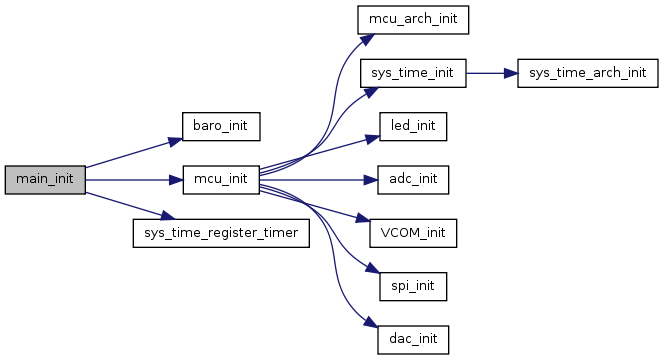 mcu_arch_init
sys_time_init
sys_time_arch_init
baro_init
led_init
main_init
mcu_init
adc_init
sys_time_register_timer
VCOM_init
spi_init
dac_init